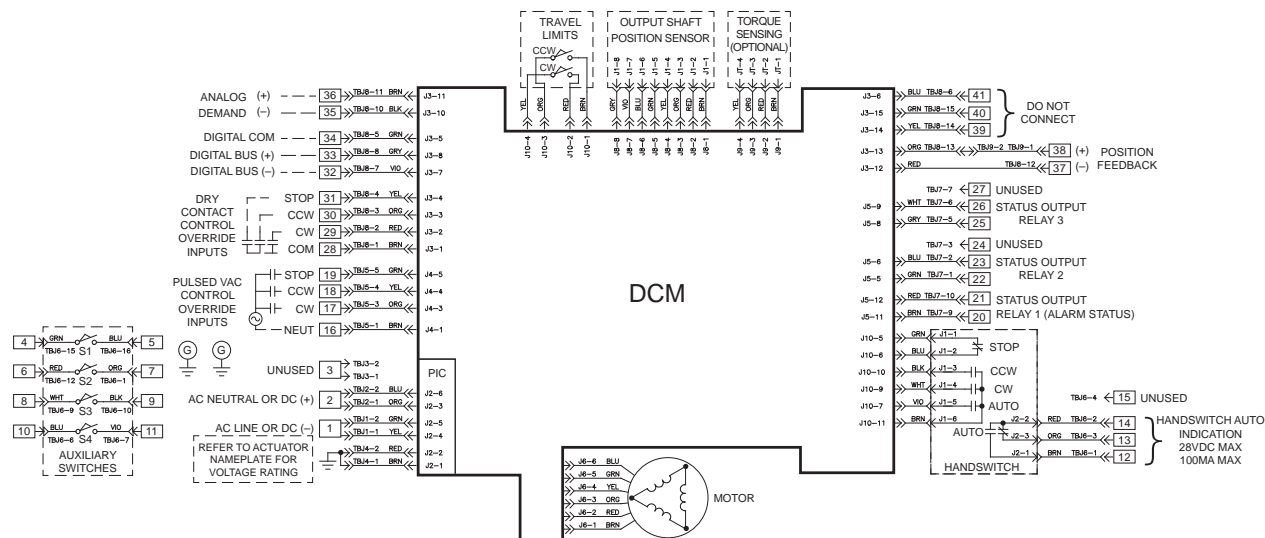 TRAVEL LIMITS
CCW
CW
OUTPUT SHAFT POSITION SENSOR
J1-8 J1-7 J1-6 J1-5 J1-4 J1-3 J1-2 J1-1
TORQUE SENSING (OPTIONAL)
JT-4 JT-3 JT-2 JT-1
YEL ORG RED BRN
GRY VIO BLU GRN YEL ORG RED BRN
YEL ORG RED BRN
J10-4 J10-3 J10-2 J10-1
J8-8 J8-7 J8-6 J8-5 J8-4 J8-3 J8-2 J8-1
J9-4 J9-3 J9-2 J9-1
ANALOG (+) 36 TBJ8-11 BRN J3-11
DEMAND (−) 35 TBJ8-10 BLK J3-10
DIGITAL COM 34 TBJ8-5 GRN J3-5
DIGITAL BUS (+) 33 TBJ8-8 GRY J3-8
DIGITAL BUS (−) 32 TBJ8-7 VIO J3-7
DRY CONTACT CONTROL OVERRIDE INPUTS
STOP 31 TBJ8-4 YEL J3-4
CCW 30 TBJ8-3 ORG J3-3
CW 29 TBJ8-2 RED J3-2
COM 28 TBJ8-1 BRN J3-1
PULSED VAC CONTROL OVERRIDE INPUTS
STOP 19 TBJ5-5 GRN J4-5
CCW 18 TBJ5-4 YEL J4-4
CW 17 TBJ5-3 ORG J4-3
NEUT 16 TBJ5-1 BRN J4-1
4 GRN S1 BLU 5
TBJ6-15 TBJ6-16
6 RED S2 ORG 7
TBJ6-12 TBJ6-1
8 WHT S3 BLK 9
TBJ6-9 TBJ6-10
10 BLU S4 VIO 11
TBJ6-6 TBJ6-7
AUXILIARY SWITCHES
G G
UNUSED 3 TBJ3-2
TBJ3-1
PIC
AC NEUTRAL OR DC (+) 2 TBJ2-2 BLU J2-6
TBJ2-1 ORG J2-3
AC LINE OR DC (−) 1 TBJ1-2 GRN J2-5
TBJ1-1 YEL J2-4
REFER TO ACTUATOR NAMEPLATE FOR VOLTAGE RATING
TBJ4-2 RED J2-2
TBJ4-1 BRN J2-1
DCM
J6-6 BLU
J6-5 GRN
J6-4 YEL
J6-3 ORG
J6-2 RED
J6-1 BRN
MOTOR
J3-6 BLU TBJ8-6 41
J3-15 GRN TBJ8-15 40
J3-14 YEL TBJ8-14 39
DO NOT CONNECT
J3-13 ORG TBJ8-13 TBJ9-2 TBJ9-1 38 (+)
J3-12 RED TBJ8-12 37 (−)
POSITION FEEDBACK
TBJ7-7 27 UNUSED
J5-9 WHT TBJ7-6 26
J5-8 GRY TBJ7-5 25
STATUS OUTPUT RELAY 3
TBJ7-3 24 UNUSED
J5-6 BLU TBJ7-2 23
J5-5 GRN TBJ7-1 22
STATUS OUTPUT RELAY 2
J5-12 RED TBJ7-10 21
J5-11 BRN TBJ7-9 20
STATUS OUTPUT RELAY 1 (ALARM STATUS)
J10-5 GRN J1-1
STOP
J10-6 BLU J1-2
J10-10 BLK J1-3 CCW
J10-9 WHT J1-4 CW
J10-7 VIO J1-5 AUTO
J10-11 BRN J1-6
AUTO
HANDSWITCH
TBJ6-4 15 UNUSED
J2-2 RED TBJ6-2 14
J2-3 ORG TBJ6-3 13
J2-1 BRN TBJ6-1 12
HANDSWITCH AUTO INDICATION
28VDC MAX
100MA MAX